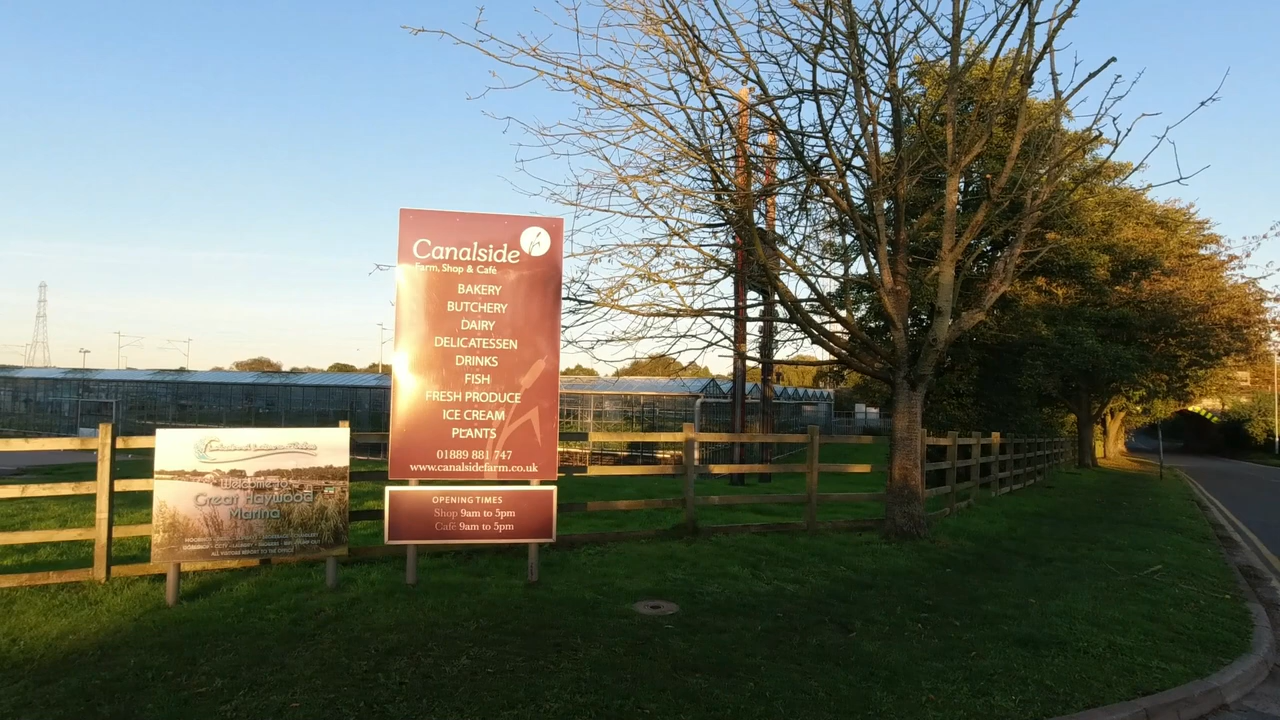 Canalside
Farm, Shop & Café
BAKERY
BUTCHERY
DAIRY
DELICATESSEN
DRINKS
FISH
FRESH PRODUCE
ICE CREAM
PLANTS
01889 881 747
www.canalsidefarm.co.uk
OPENING TIMES
Shop 9am to 5pm
Café 9am to 5pm
Welcome to
Great Haywood
Marina
ALL VISITORS REPORT TO THE OFFICE